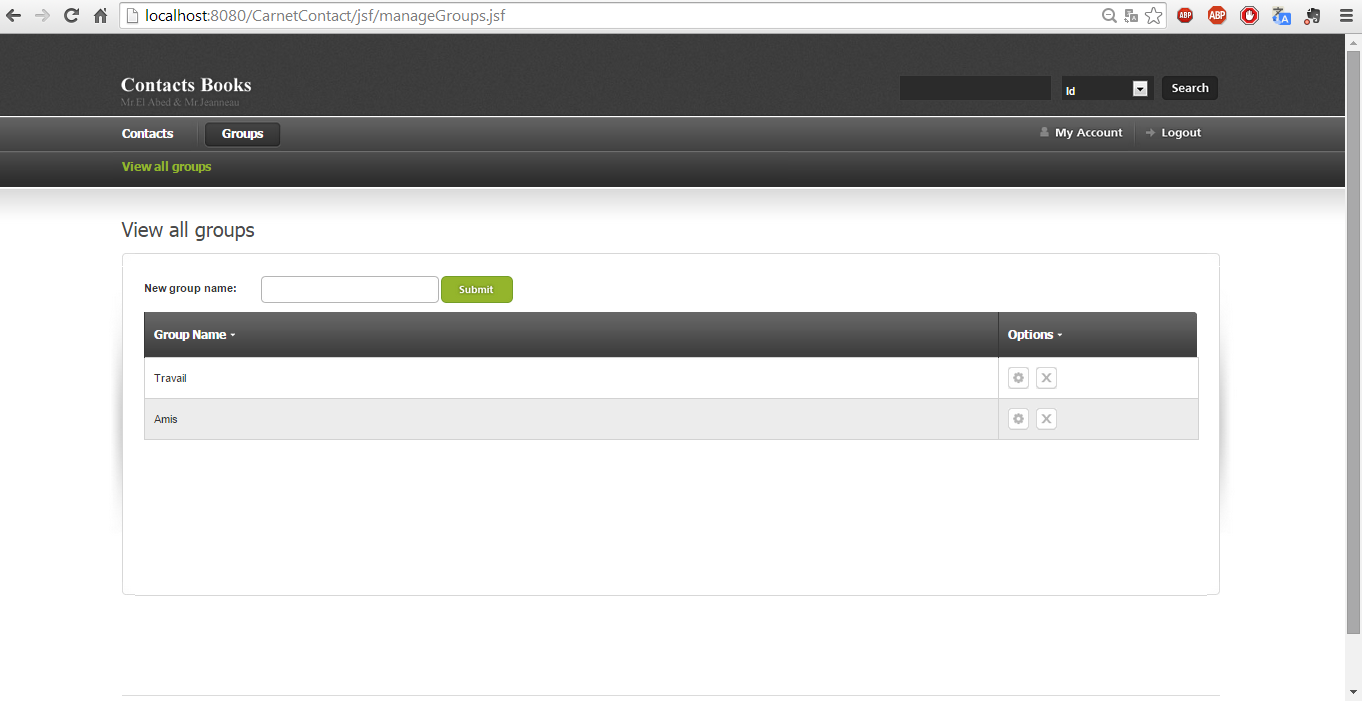 localhost:8080/CarnetContact/jsf/manageGroups.jsf
ABP
ABP
A
Contacts Books
Mr El Abed & Mr Jeanneau
Id
Search
Contacts
Groups
My Account
Logout
View all groups
View all groups
New group name:
Submit
Group Name
Options
Travail
Amis